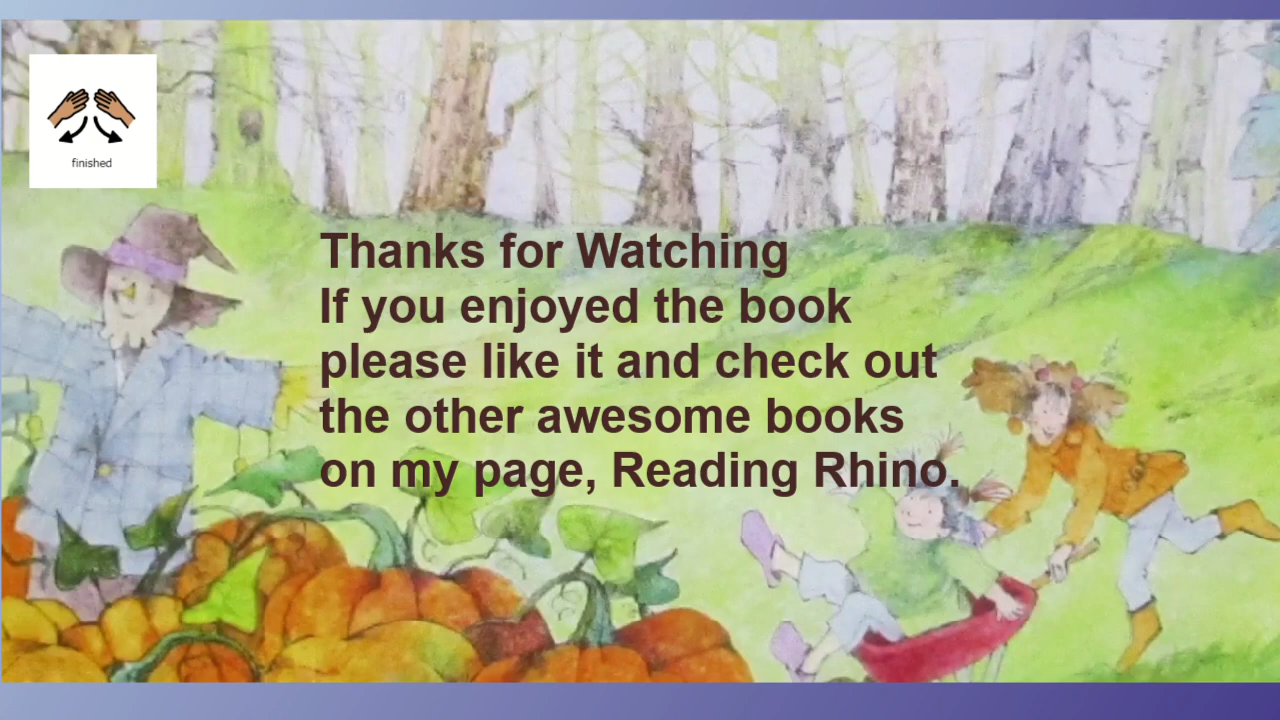 finished
Thanks for Watching
If you enjoyed the book
please like it and check out
the other awesome books
on my page, Reading Rhino.